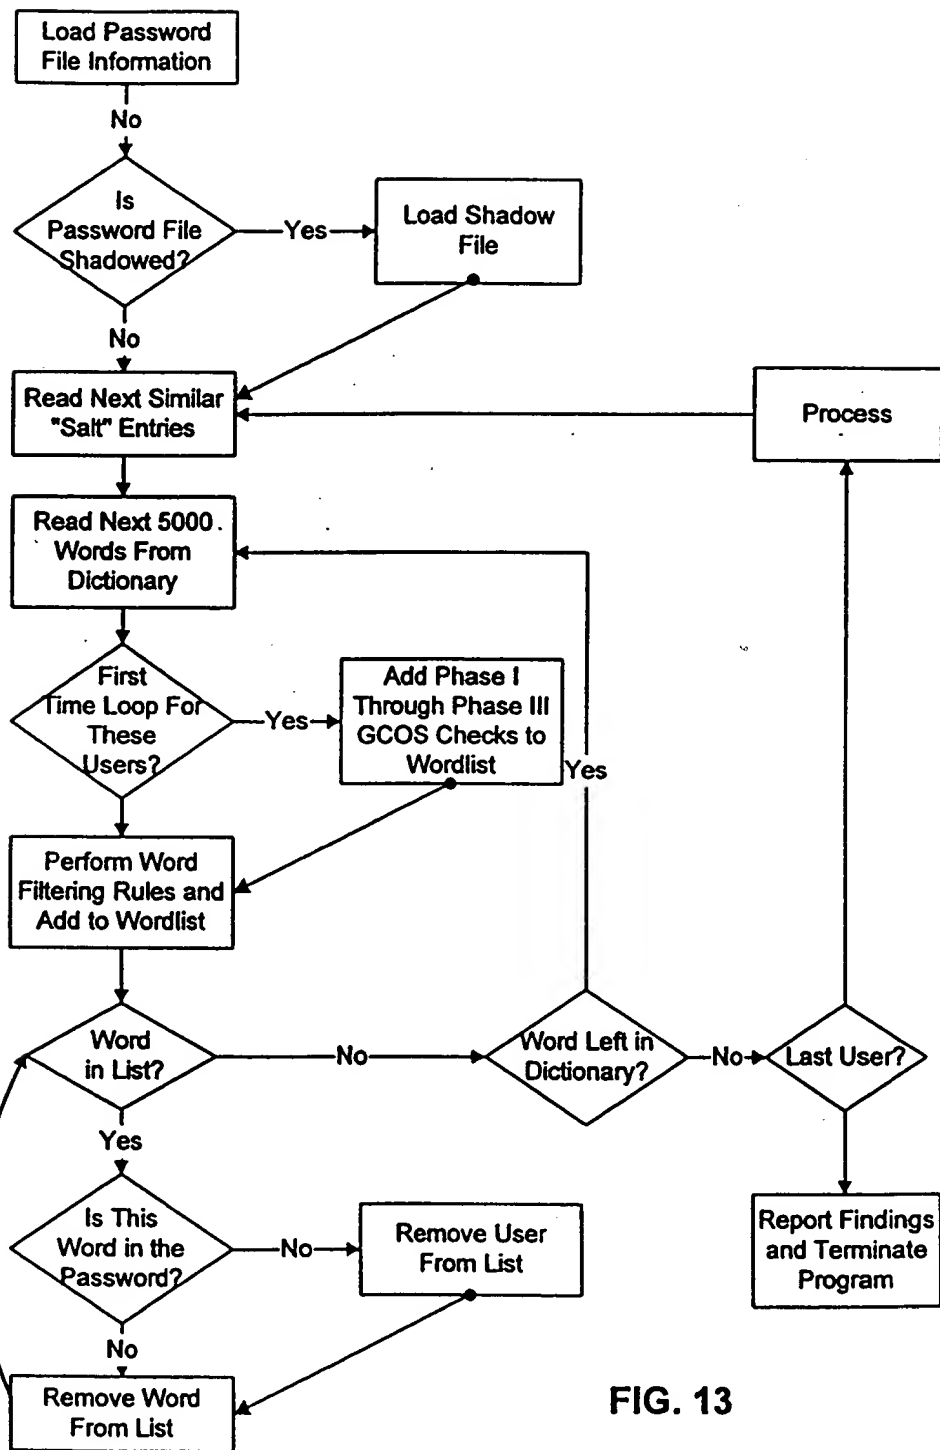 Load Password
File Information
No
Is
Password File
Shadowed?
Yes
Load Shadow
File
No
Read Next Similar
"Salt" Entries
Process
Read Next 5000
Words From
Dictionary
First
Time Loop For
These
Users?
Yes
Add Phase I
Through Phase III
GCOS Checks to
Wordlist
Yes
Perform Word
Filtering Rules and
Add to Wordlist
Word
in List?
No
Word Left in
Dictionary?
No
Last User?
Yes
Is This
Word in the
Password?
No
Remove User
From List
Report Findings
and Terminate
Program
No
Remove Word
From List
FIG. 13